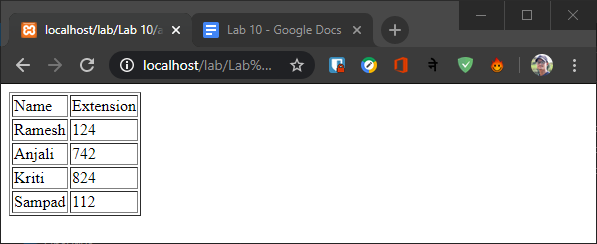 localhost/lab/Lab 10/a
Lab 10 - Google Docs
localhost/lab/Lab%...
ने
Name Extension
Ramesh 124
Anjali 742
Kriti 824
Sampad 112